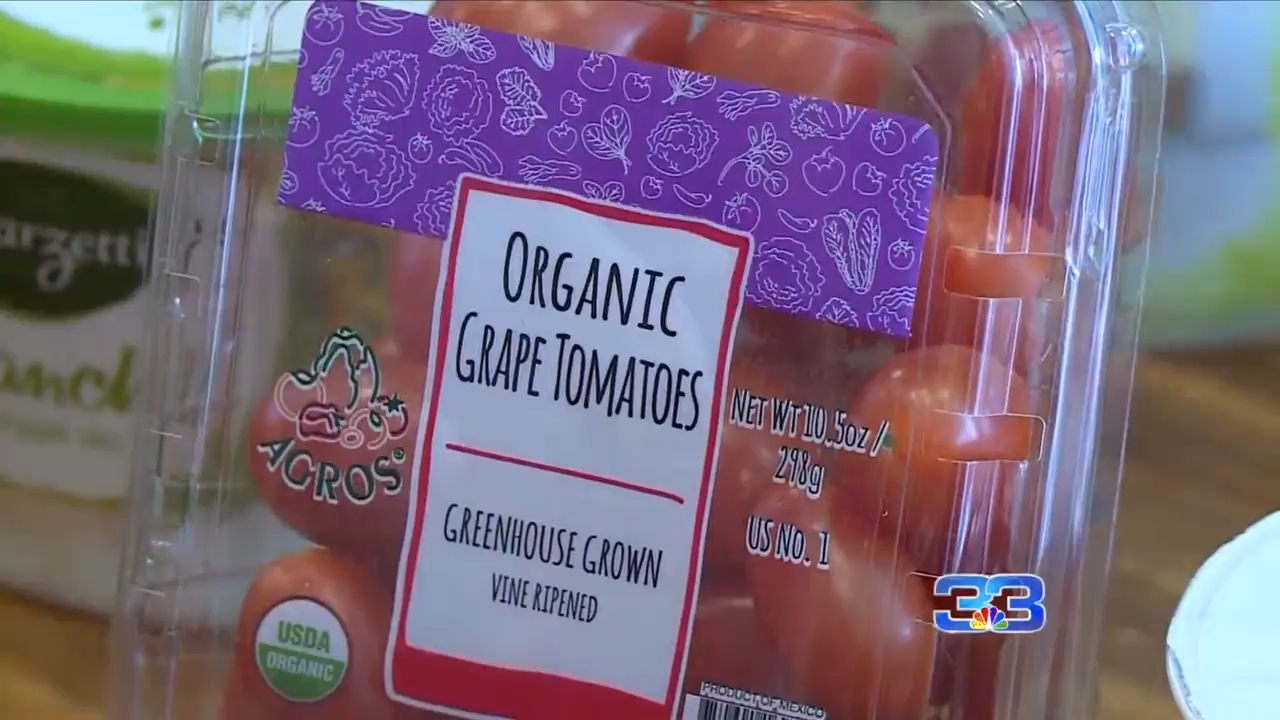 ORGANIC
GRAPE TOMATOES
GREENHOUSE GROWN
VINE RIPENED
AGROS
NET WT 10.5oz /
298g
US No. 1
USDA
ORGANIC
PRODUCT OF MEXICO
33